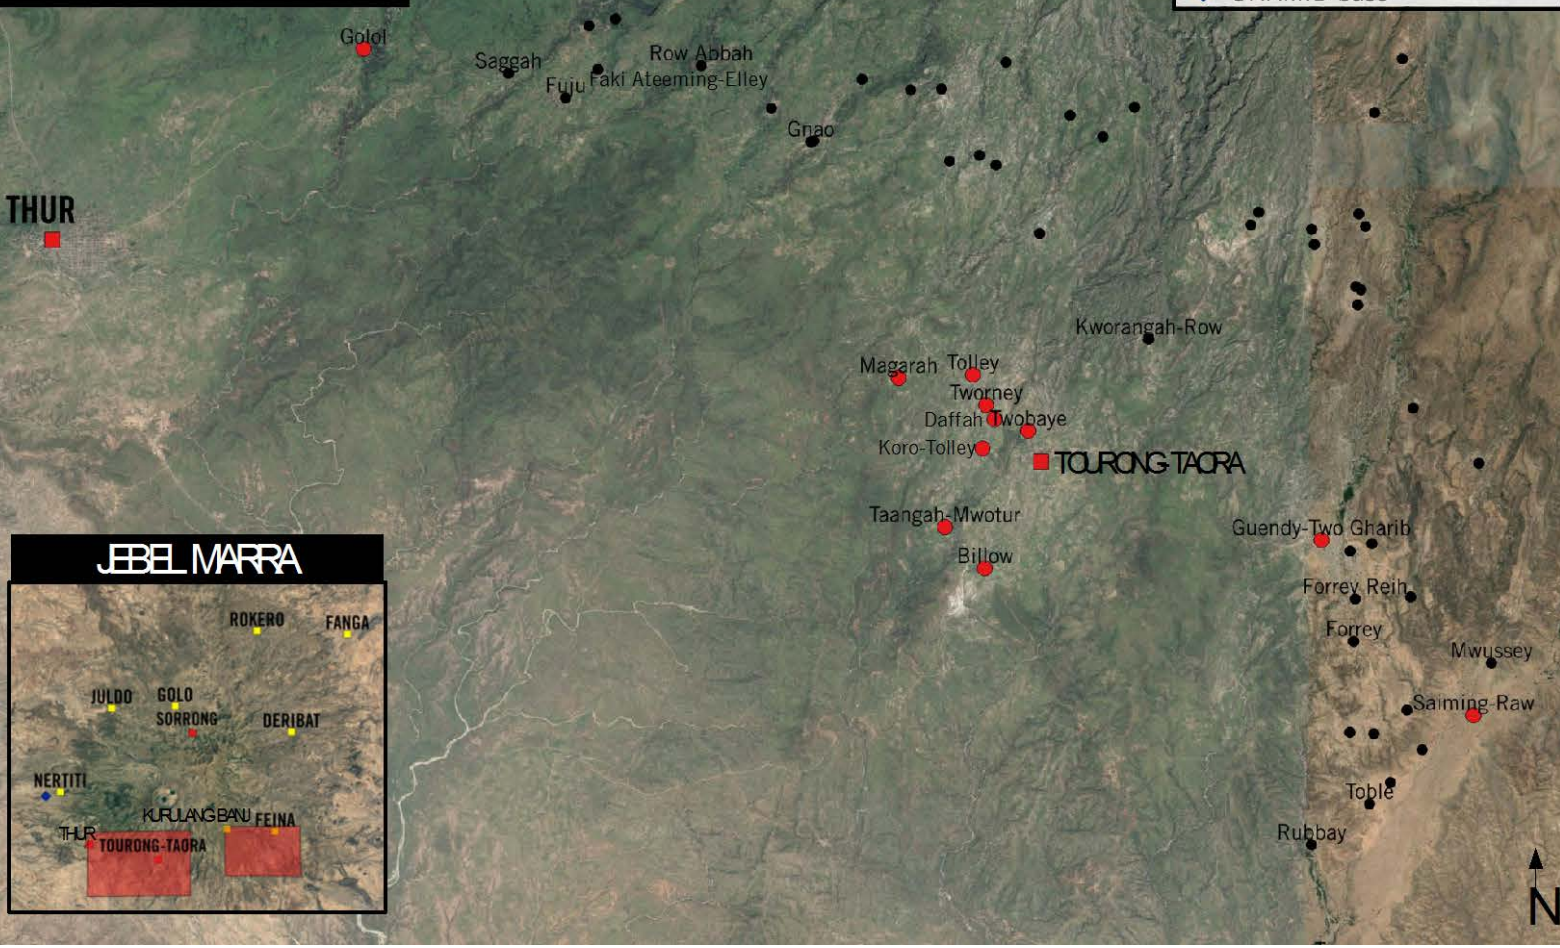 Golol
Saggah
Row Abbah
Fuju
Faki Ateeming-Elley
Gnao
THUR
Kworangah-Row
Magarah
Tolley
Tworney
Daffah
Twobaye
Koro-Tolley
TOURONG-TAORA
Taangah-Mwotur
Guendy-Two Gharib
Billow
Forrey Reih
Forrey
Mwussey
Saiming-Raw
Toble
Rubbay
N
JEBEL MARRA
ROKERO
FANGA
JULDO
GOLO
SORRONG
DERIBAT
NERTITI
KURULANG BANJ
FEINA
THUR
TOURONG-TAORA